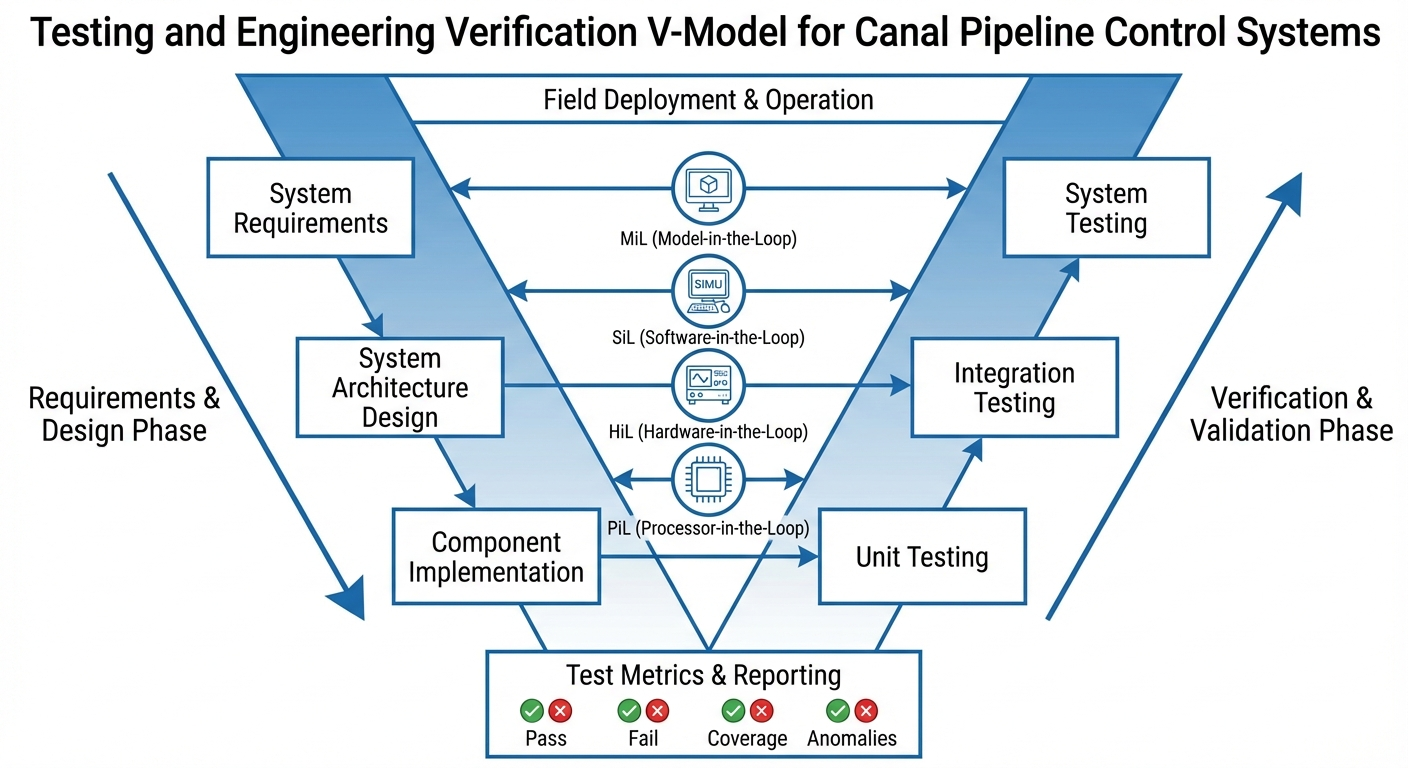 Testing and Engineering Verification V-Model for Canal Pipeline Control Systems
Field Deployment & Operation
System
Requirements
MiL (Model-in-the-Loop)
System
Testing
SIMU
SiL (Software-in-the-Loop)
System
Architecture
Design
HiL (Hardware-in-the-Loop)
Integration
Testing
Requirements &
Design Phase
Verification &
Validation Phase
PiL (Processor-in-the-Loop)
Component
Implementation
Unit Testing
Test Metrics & Reporting
Pass
Fail
Coverage
Anomalies